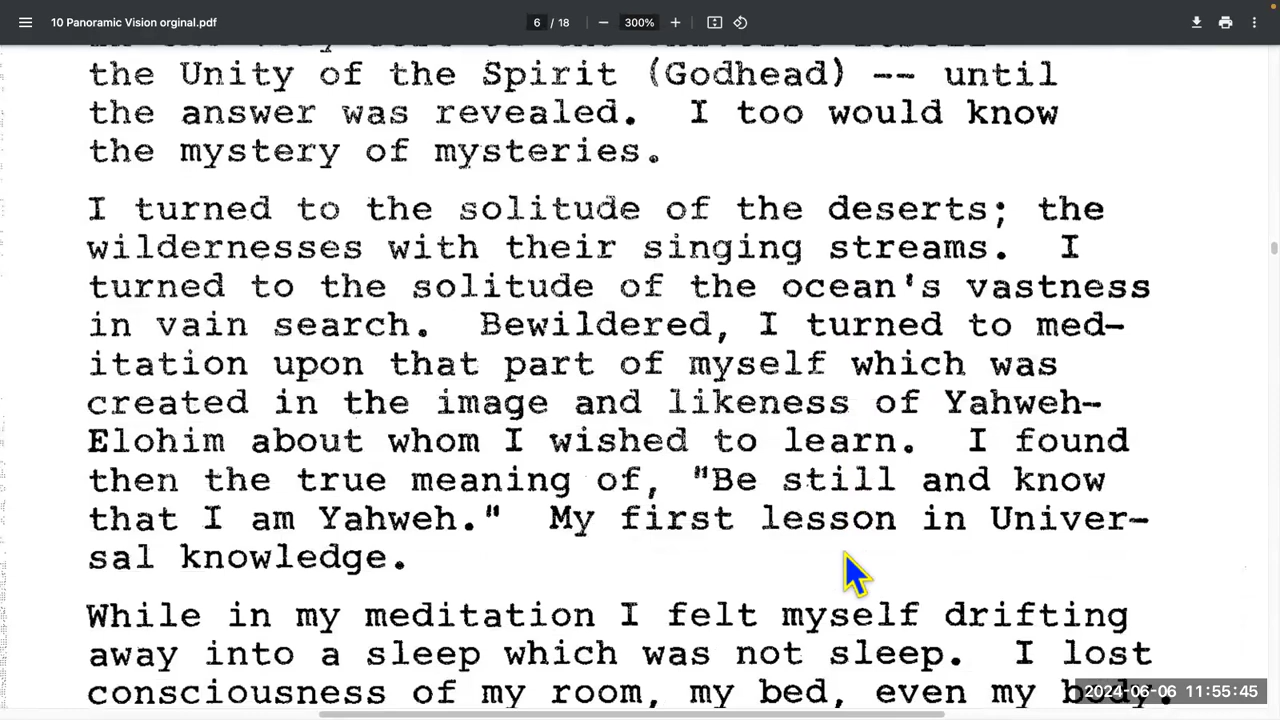 10 Panoramic Vision orginal.pdf
6 / 18
300%
the Unity of the Spirit (Godhead) -- until
the answer was revealed. I too would know
the mystery of mysteries.
I turned to the solitude of the deserts; the
wildernesses with their singing streams. I
turned to the solitude of the ocean's vastness
in vain search. Bewildered, I turned to med-
itation upon that part of myself which was
created in the image and likeness of Yahweh-
Elohim about whom I wished to learn. I found
then the true meaning of, "Be still and know
that I am Yahweh." My first lesson in Univer-
sal knowledge.
While in my meditation I felt myself drifting
away into a sleep which was not sleep. I lost
consciousness of my room, my bed, even my body.
2024-06-06 11:55:45